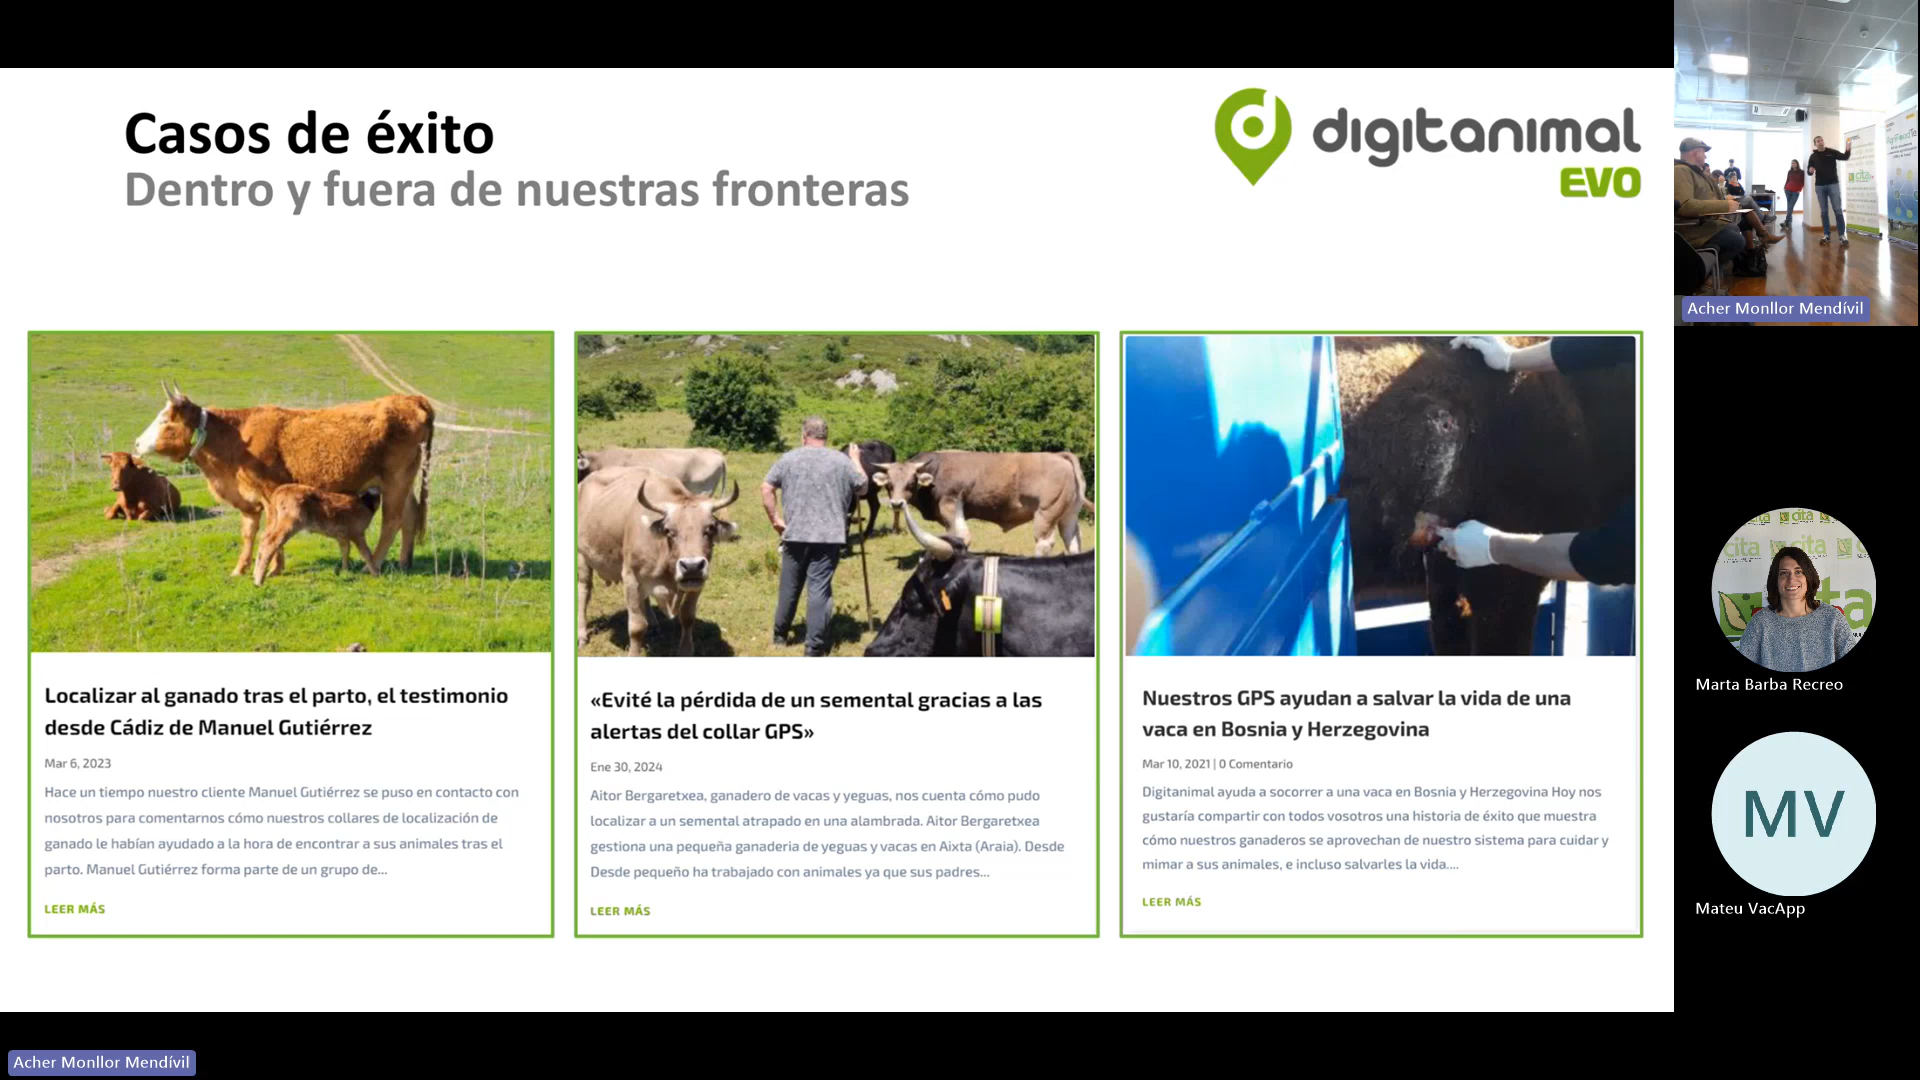 Casos de éxito
Dentro y fuera de nuestras fronteras
digitanimal
EVO
Localizar al ganado tras el parto, el testimonio
desde Cádiz de Manuel Gutiérrez
Mar 6, 2023
Hace un tiempo nuestro cliente Manuel Gutiérrez se puso en contacto con
nosotros para comentarnos cómo nuestros collares de localización de
ganado le habían ayudado a la hora de encontrar a sus animales tras el
parto. Manuel Gutiérrez forma parte de un grupo de...
LEER MÁS
«Evité la pérdida de un semental gracias a las
alertas del collar GPS»
Ene 30, 2024
Aitor Bergaretxea, ganadero de vacas y yeguas, nos cuenta cómo pudo
localizar a un semental atrapado en una alambrada. Aitor Bergaretxea
gestiona una pequeña ganaderia de yeguas y vacas en Aixta (Araia). Desde
Desde pequeño ha trabajado con animales ya que sus padres...
LEER MÁS
Nuestros GPS ayudan a salvar la vida de una
vaca en Bosnia y Herzegovina
Mar 10, 2021 | 0 Comentario
Digitanimal ayuda a socorrer a una vaca en Bosnia y Herzegovina Hoy nos
gustaría compartir con todos vosotros una historia de éxito que muestra
cómo nuestros ganaderos se aprovechan de nuestro sistema para cuidar y
mimar a sus animales, e incluso salvarles la vida....
LEER MÁS
cita
Acher Monllor Mendívil
cita
Marta Barba Recreo
MV
Mateu VacApp
Acher Monllor Mendívil